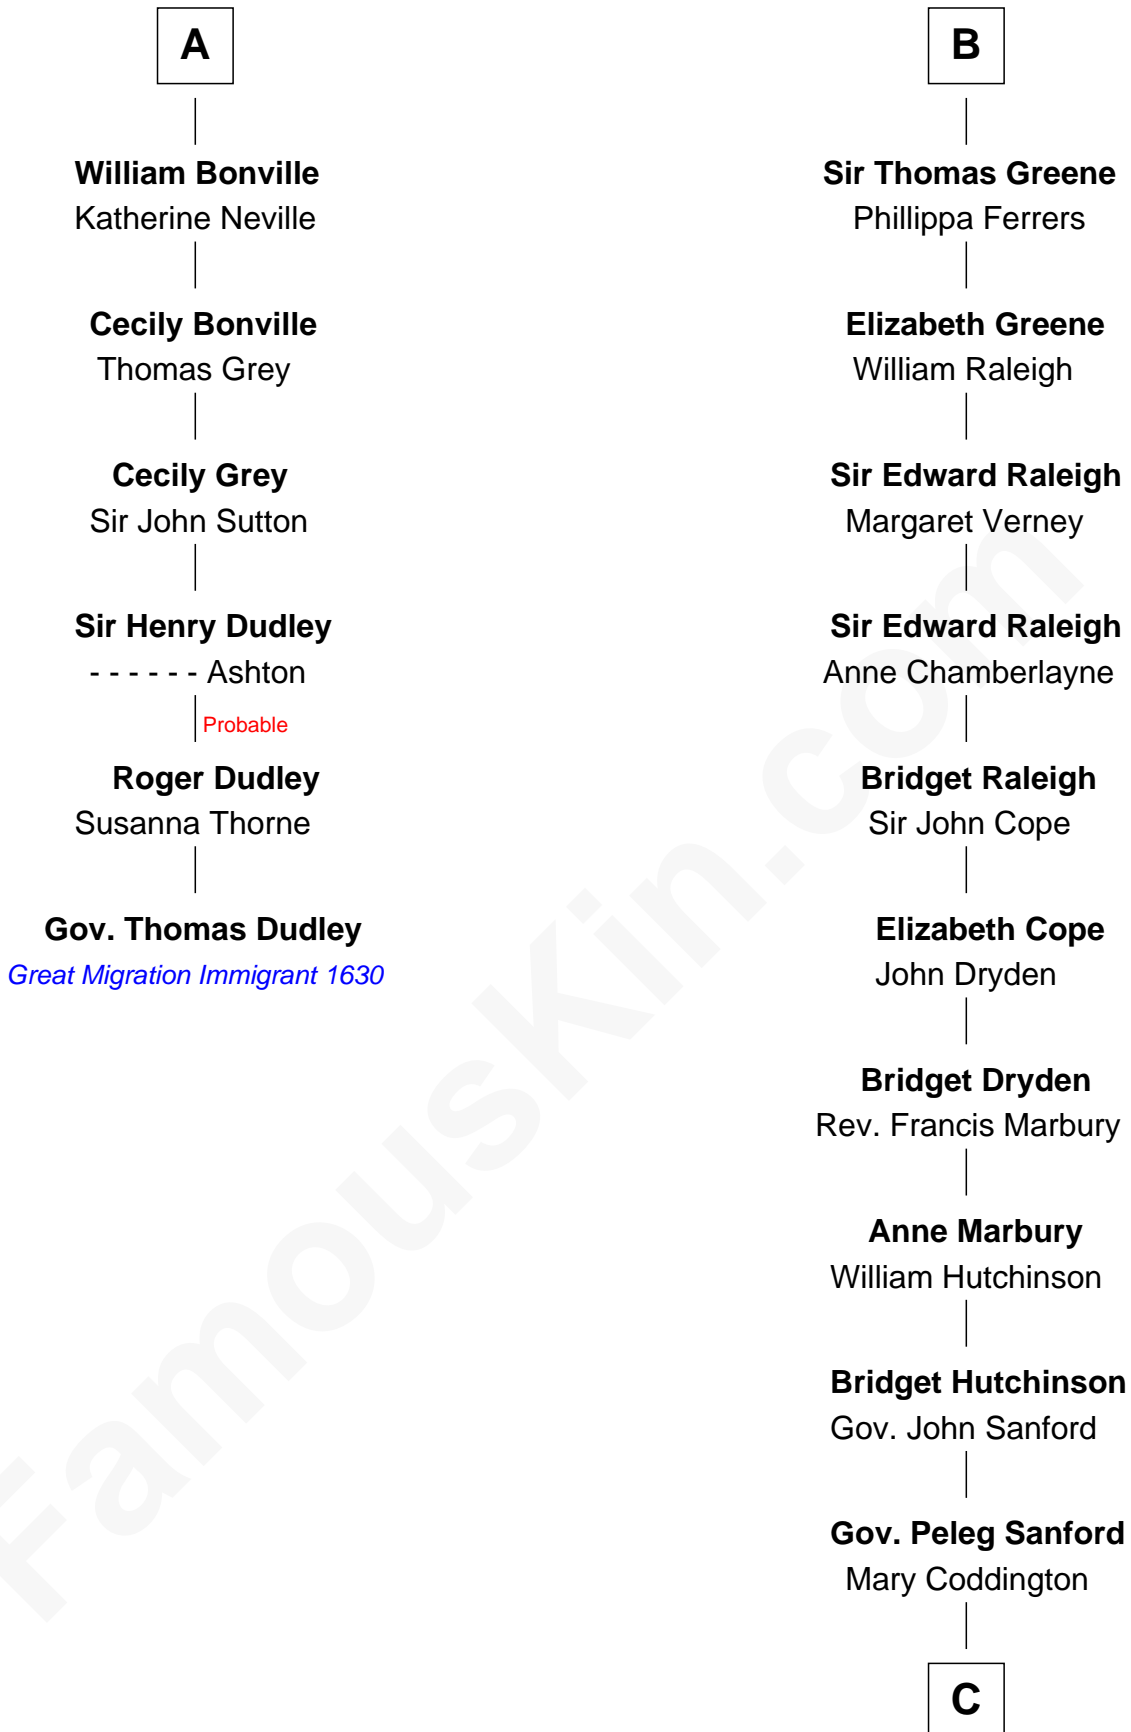 A
William Bonville
Katherine Neville
Cecily Bonville
Thomas Grey
Cecily Grey
Sir John Sutton
Sir Henry Dudley
- - - - - - Ashton
Probable
Roger Dudley
Susanna Thorne
Gov. Thomas Dudley
Great Migration Immigrant 1630
B
Sir Thomas Greene
Phillippa Ferrers
Elizabeth Greene
William Raleigh
Sir Edward Raleigh
Margaret Verney
Sir Edward Raleigh
Anne Chamberlayne
Bridget Raleigh
Sir John Cope
Elizabeth Cope
John Dryden
Bridget Dryden
Rev. Francis Marbury
Anne Marbury
William Hutchinson
Bridget Hutchinson
Gov. John Sanford
Gov. Peleg Sanford
Mary Coddington
C
FamousKin.com